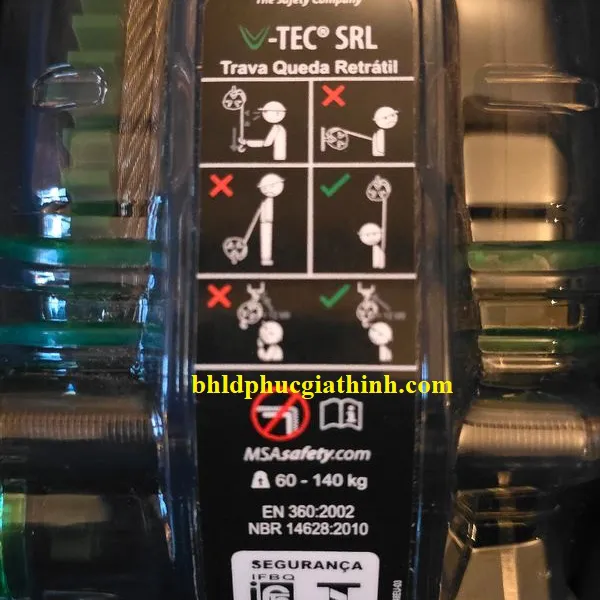 The Safety Company
V-TEC® SRL
Trava Queda Retrátil
bhldphucgiathinh.com
MSAsafety.com
60 - 140 kg
EN 360:2002
NBR 14628:2010
SEGURANÇA
IFBQ